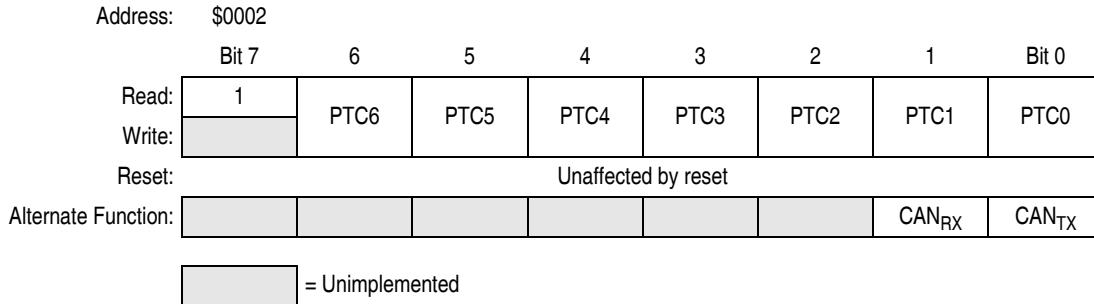 Address: $0002
Bit 7 6 5 4 3 2 1 Bit 0
Read: 1 PTC6 PTC5 PTC4 PTC3 PTC2 PTC1 PTC0
Write:
Reset: Unaffected by reset
Alternate Function: CANRX CANTX
= Unimplemented